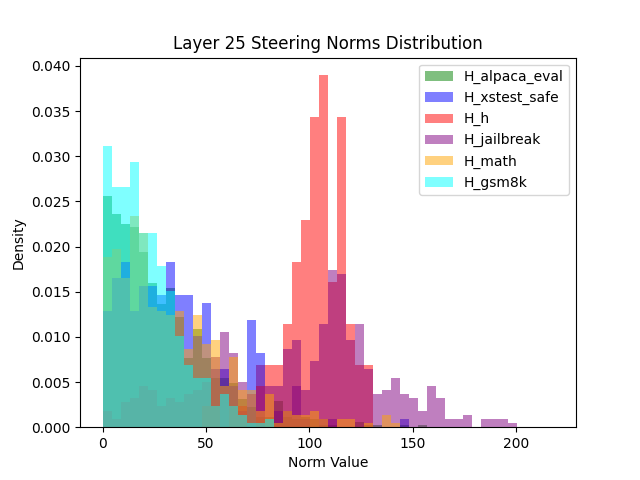 Layer 25 Steering Norms Distribution
0.040
0.035
0.030
0.025
0.020
0.015
0.010
0.005
0.000
Density
0
50
100
150
200
Norm Value
H_alpaca_eval
H_xstest_safe
H_h
H_jailbreak
H_math
H_gsm8k